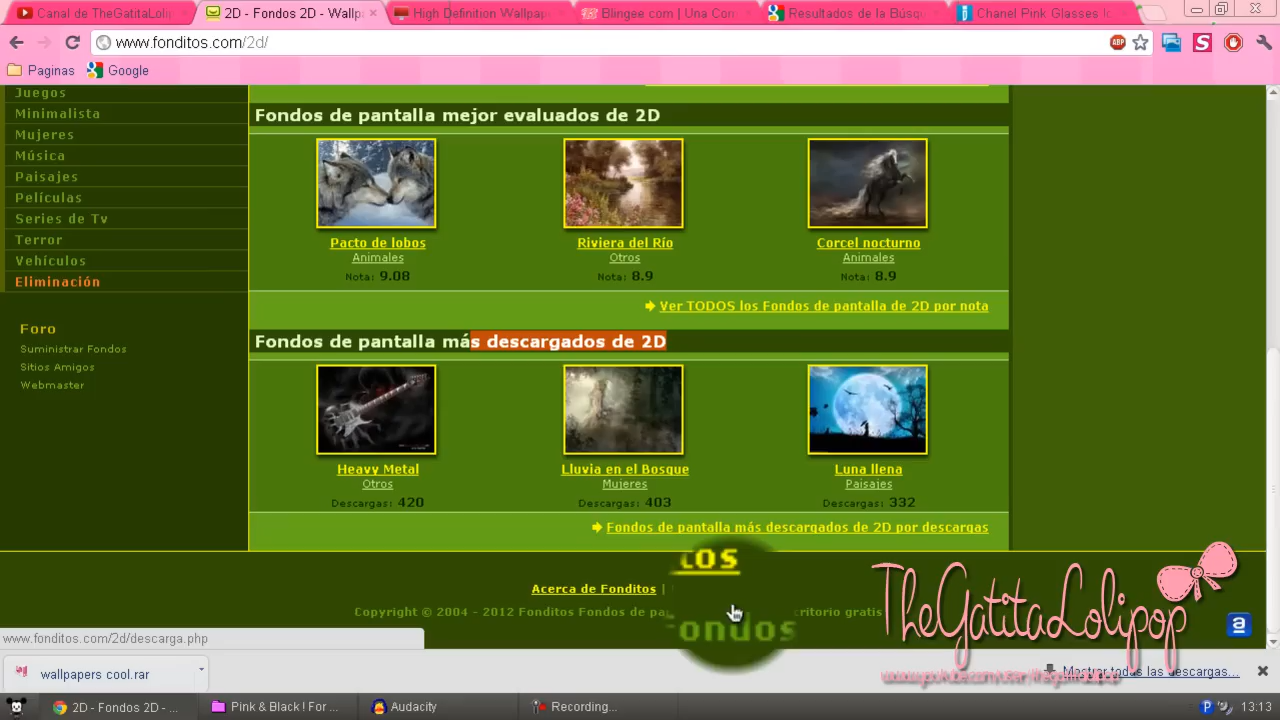 Canal de TheGatitaLolip
2D - Fondos 2D - Wallp
High Definition Wallpap
Blingee com | Una Com
Resultados de la Búsqu
Chanel Pink Glasses Ic
www.fonditos.com/2d/
ABP
Paginas
Google
Juegos
Minimalista
Mujeres
Música
Paisajes
Películas
Series de Tv
Terror
Vehículos
Eliminación
Foro
Suministrar Fondos
Sitios Amigos
Webmaster
Fondos de pantalla mejor evaluados de 2D
Pacto de lobos
Animales
Nota: 9.08
Riviera del Río
Otros
Nota: 8.9
Corcel nocturno
Animales
Nota: 8.9
Ver TODOS los Fondos de pantalla de 2D por nota
Fondos de pantalla más descargados de 2D
Heavy Metal
Otros
Descargas: 420
Lluvia en el Bosque
Mujeres
Descargas: 403
Luna llena
Paisajes
Descargas: 332
Fondos de pantalla más descargados de 2D por descargas
tos
Acerca de Fonditos |
Copyright © 2004 - 2012 Fonditos Fondos de pa
critorio gratis
Fondos
TheGatitaLolipop
www.fonditos.com/2d/descarga.php
wallpapers cool.rar
Mostrar todas las descargas...
2D - Fondos 2D - ...
Pink & Black ! For ...
Audacity
Recording...
13:13